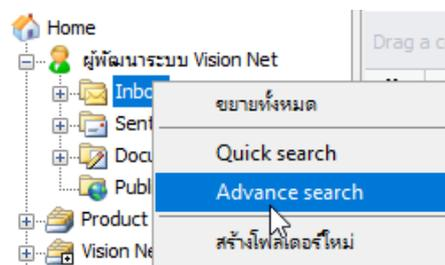 Home
Drag a c
ผู้พัฒนาระบบ Vision Net
Inbo
ขยายทั้งหมด
Sent
Docu
Quick search
Publ
Advance search
Product
สร้างโฟลเดอร์ใหม่
Vision Ne